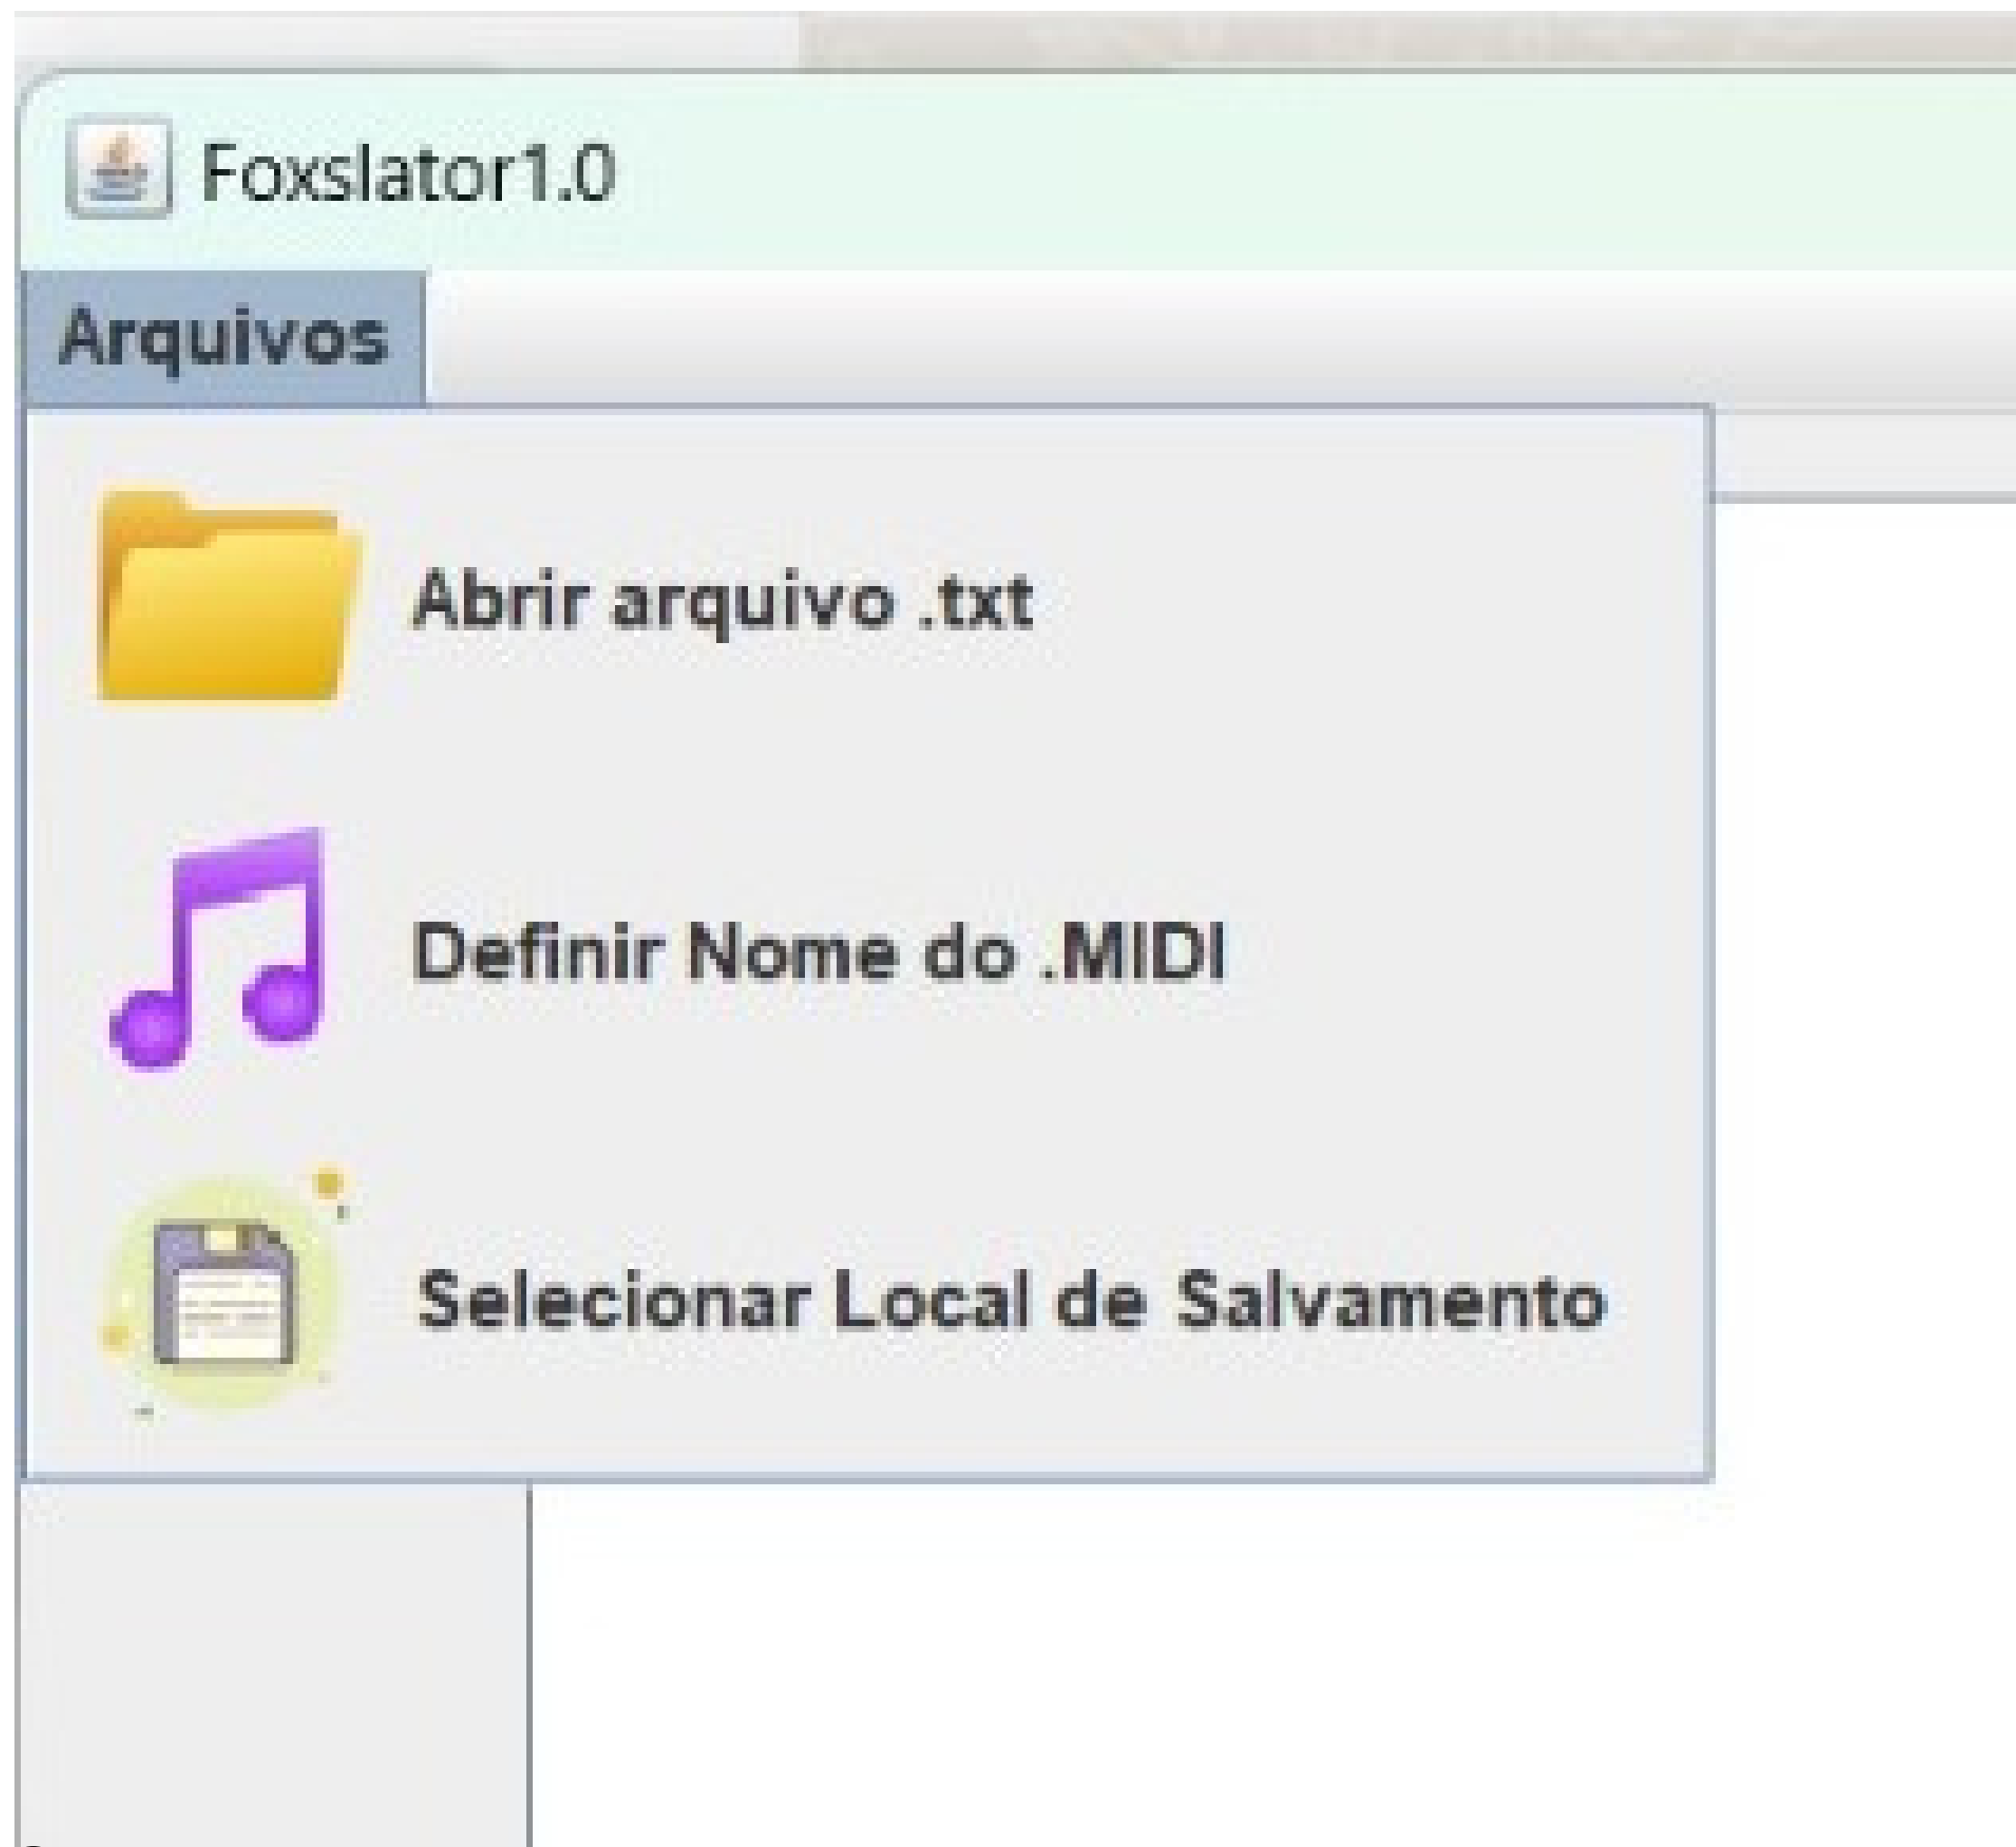 Foxslator1.0
Arquivos
Abrir arquivo .txt
Definir Nome do .MIDI
Selecionar Local de Salvamento